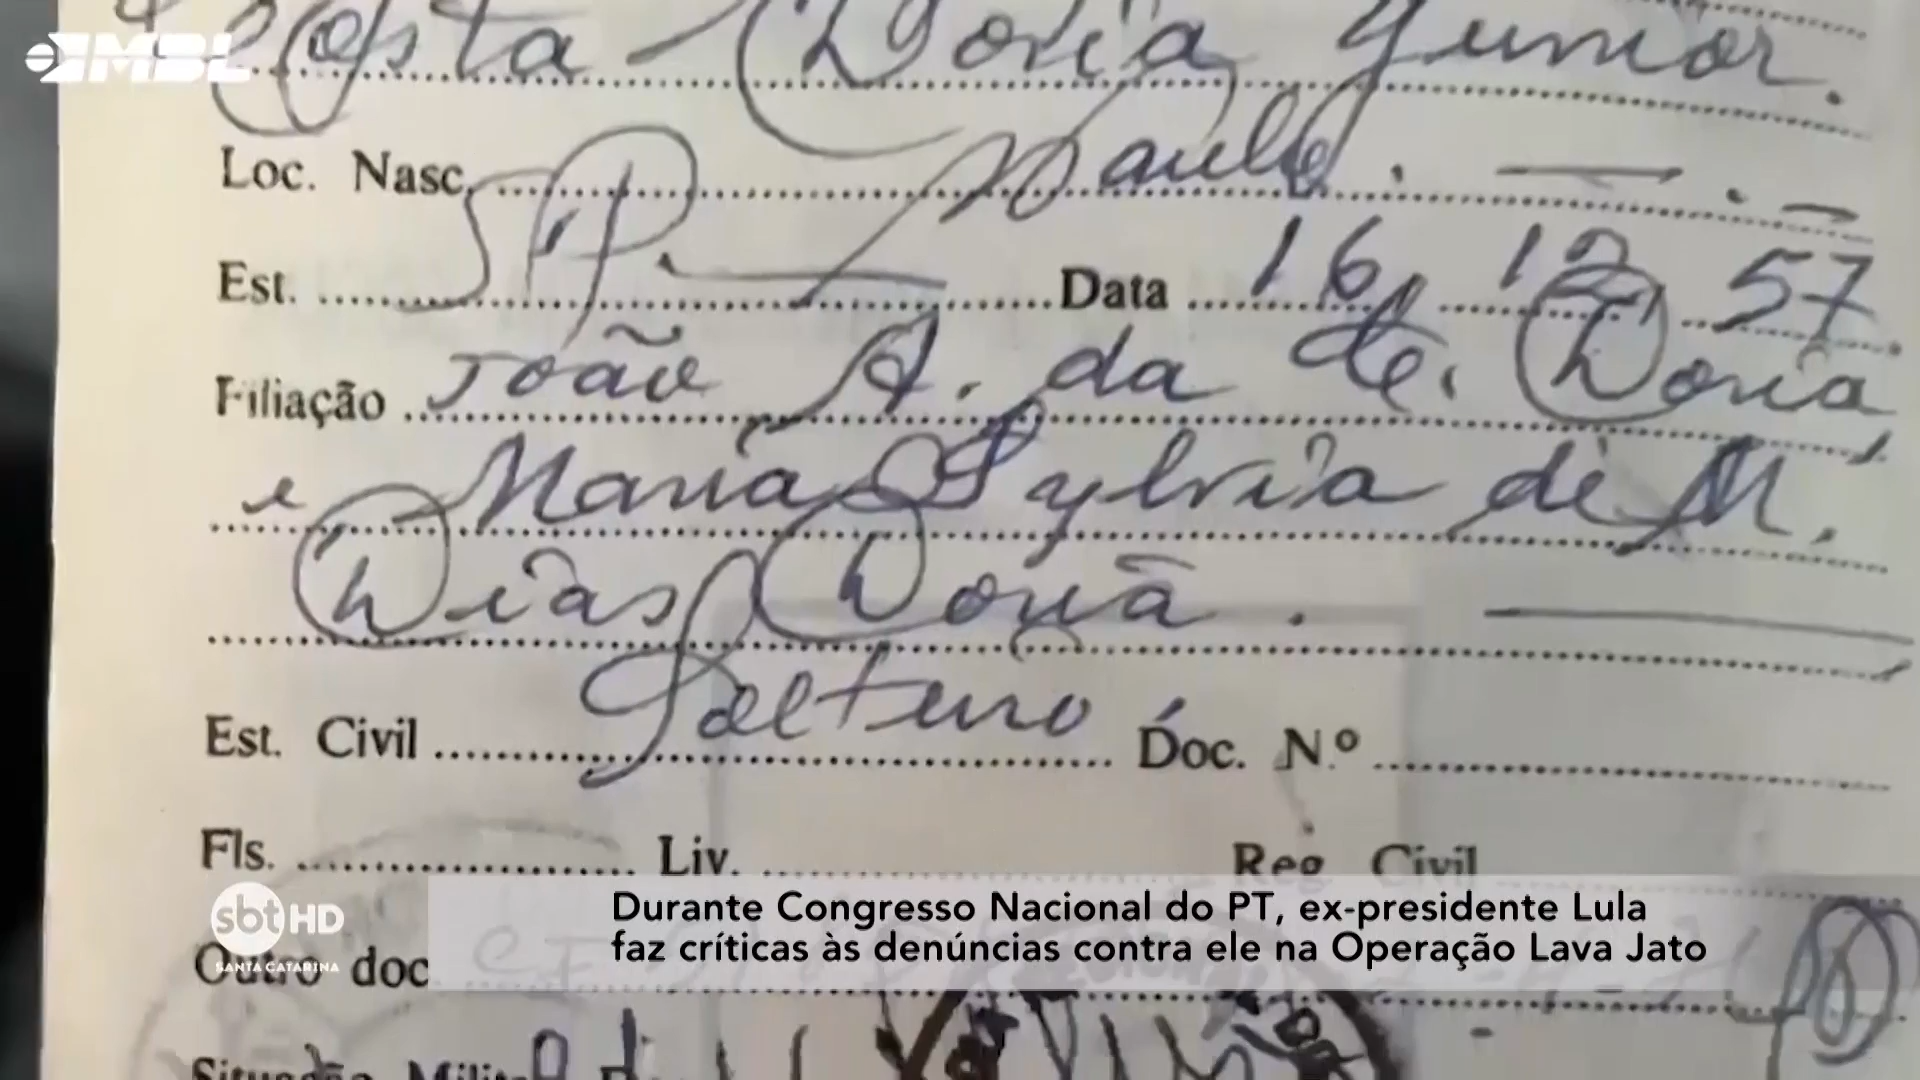 MBL
Costa Doria Junior.
Loc. Nasc. S. Paulo.
Est. SP. Data 16 12 57
Filiação João A. da C. Doria
e Maria Sylvia de M.
Dias Doria.
Est. Civil Solteiro Doc. N.º
Fls. Liv. Reg. Civil
sbt HD
SANTA CATARINA
Durante Congresso Nacional do PT, ex-presidente Lula
faz críticas às denúncias contra ele na Operação Lava Jato
Outro doc
Situação Milit